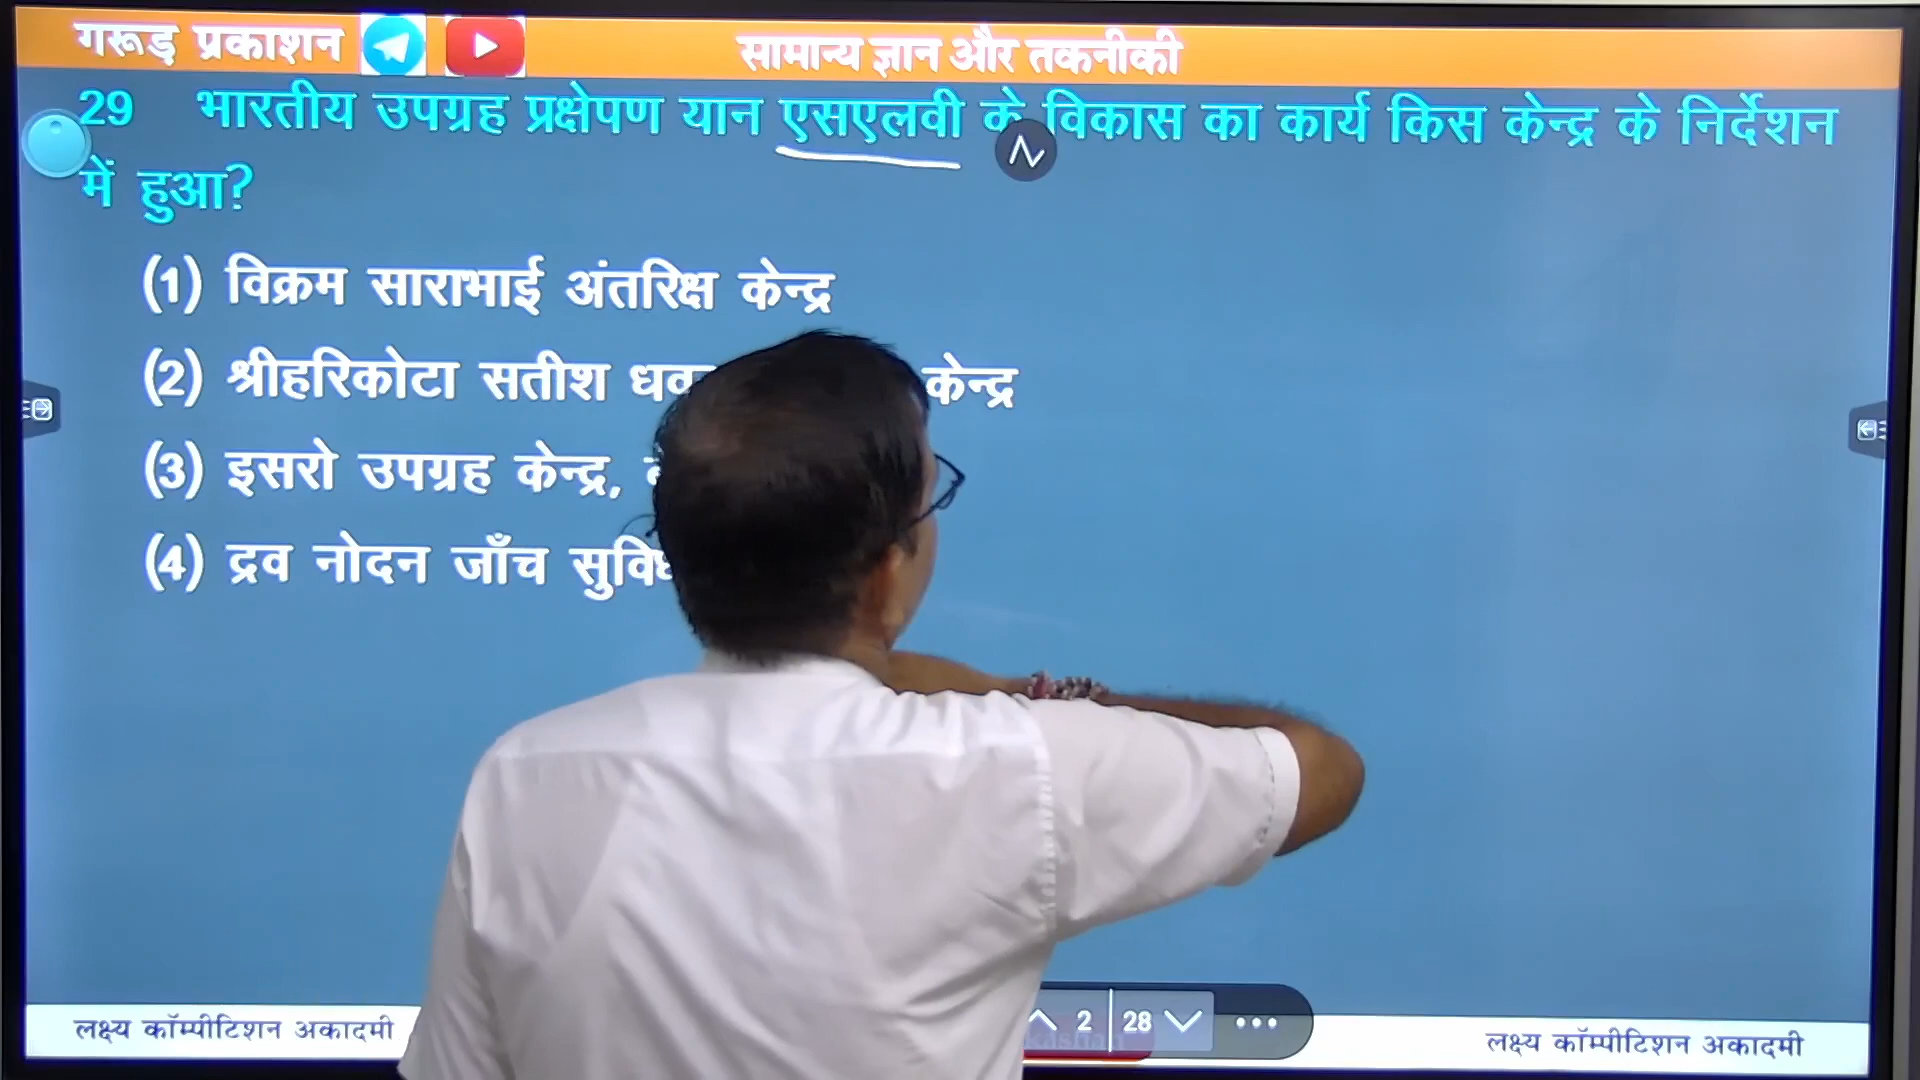 गरूड़ प्रकाशन
सामान्य ज्ञान और तकनीकी
29 भारतीय उपग्रह प्रक्षेपण यान एसएलवी के विकास का कार्य किस केन्द्र के निर्देशन
में हुआ?
(1) विक्रम साराभाई अंतरिक्ष केन्द्र
(2) श्रीहरिकोटा सतीश केन्द्र
(3) इसरो उपग्रह केन्द्र,
(4) द्रव नोदन जाँच
लक्ष्य कॉम्पीटिशन अकादमी
2 28
लक्ष्य कॉम्पीटिशन अकादमी